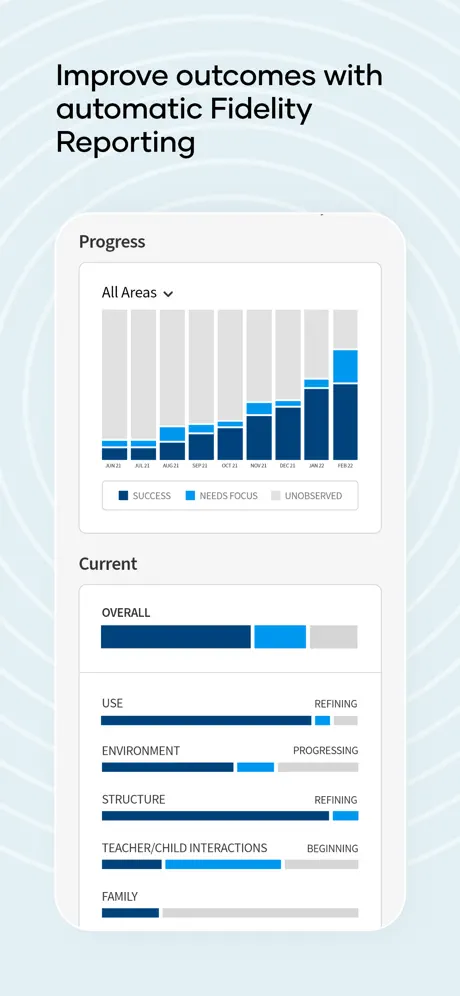 Improve outcomes with
automatic Fidelity
Reporting
Progress
All Areas
JUN 21 JUL 21 AUG 21 SEP 21 OCT 21 NOV 21 DEC 21 JAN 22 FEB 22
SUCCESS NEEDS FOCUS UNOBSERVED
Current
OVERALL
USE REFINING
ENVIRONMENT PROGRESSING
STRUCTURE REFINING
TEACHER/CHILD INTERACTIONS BEGINNING
FAMILY